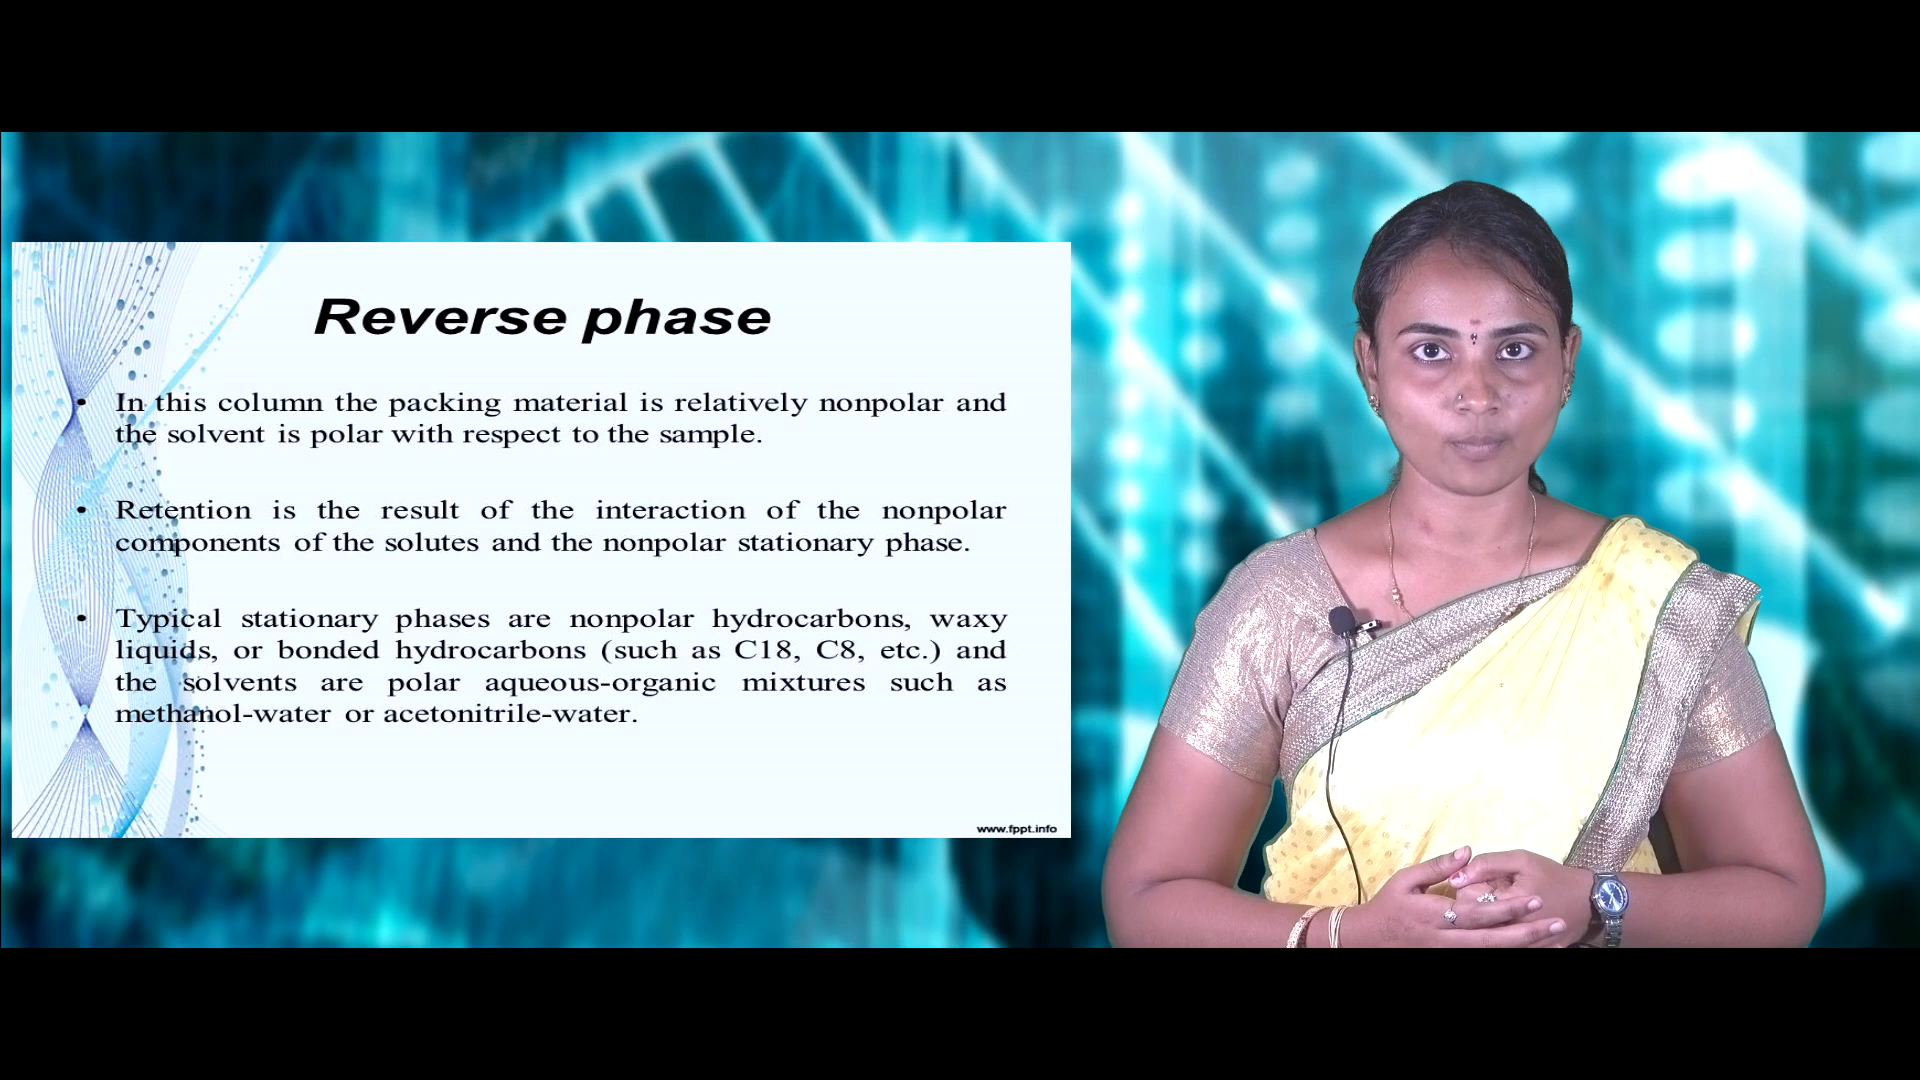 Reverse phase
• In this column the packing material is relatively nonpolar and
the solvent is polar with respect to the sample.
• Retention is the result of the interaction of the nonpolar
components of the solutes and the nonpolar stationary phase.
• Typical stationary phases are nonpolar hydrocarbons, waxy
liquids, or bonded hydrocarbons (such as C18, C8, etc.) and
the solvents are polar aqueous-organic mixtures such as
methanol-water or acetonitrile-water.
www.fppt.info